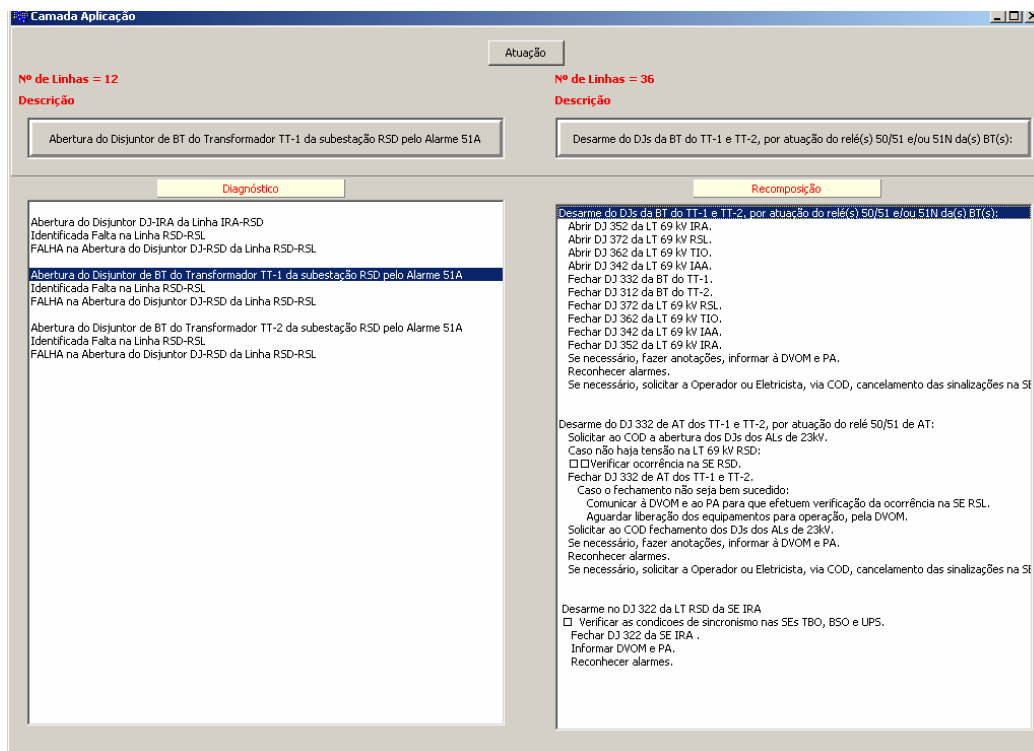 Camada Aplicação
Atuação
Nº de Linhas = 12
Descrição
Abertura do Disjuntor de BT do Transformador TT-1 da subestação RSD pelo Alarme 51A
Nº de Linhas = 36
Descrição
Desarme do DJs da BT do TT-1 e TT-2, por atuação do relé(s) 50/51 e/ou 51N da(s) BT(s):
Diagnóstico
Abertura do Disjuntor DJ-IRA da Linha IRA-RSD
Identificada Falta na Linha RSD-RSL
FALHA na Abertura do Disjuntor DJ-RSD da Linha RSD-RSL
Abertura do Disjuntor de BT do Transformador TT-1 da subestação RSD pelo Alarme 51A
Identificada Falta na Linha RSD-RSL
FALHA na Abertura do Disjuntor DJ-RSD da Linha RSD-RSL
Abertura do Disjuntor de BT do Transformador TT-2 da subestação RSD pelo Alarme 51A
Identificada Falta na Linha RSD-RSL
FALHA na Abertura do Disjuntor DJ-RSD da Linha RSD-RSL
Recomposição
Desarme do DJs da BT do TT-1 e TT-2, por atuação do relé(s) 50/51 e/ou 51N da(s) BT(s):
Abrir DJ 352 da LT 69 kV IRA.
Abrir DJ 372 da LT 69 kV RSL.
Abrir DJ 362 da LT 69 kV TIO.
Abrir DJ 342 da LT 69 kV IAA.
Fechar DJ 332 da BT do TT-1.
Fechar DJ 312 da BT do TT-2.
Fechar DJ 372 da LT 69 kV RSL.
Fechar DJ 362 da LT 69 kV TIO.
Fechar DJ 342 da LT 69 kV IAA.
Fechar DJ 352 da LT 69 kV IRA.
Se necessário, fazer anotações, informar à DVOM e PA.
Reconhecer alarmes.
Se necessário, solicitar a Operador ou Eletricista, via COD, cancelamento das sinalizações na SE
Desarme do DJ 332 de AT dos TT-1 e TT-2, por atuação do relé 50/51 de AT:
Solicitar ao COD a abertura dos DJs dos ALs de 23kV.
Caso não haja tensão na LT 69 kV RSD:
Verificar ocorrência na SE RSD.
Fechar DJ 332 de AT dos TT-1 e TT-2.
Caso o fechamento não seja bem sucedido:
Comunicar à DVOM e ao PA para que efetuem verificação da ocorrência na SE RSL.
Aguardar liberação dos equipamentos para operação, pela DVOM.
Solicitar ao COD fechamento dos DJs dos ALs de 23kV.
Se necessário, fazer anotações, informar à DVOM e PA.
Reconhecer alarmes.
Se necessário, solicitar a Operador ou Eletricista, via COD, cancelamento das sinalizações na SE
Desarme no DJ 322 da LT RSD da SE IRA
Verificar as condicoes de sincronismo nas SEs TBO, BSO e UPS.
Fechar DJ 322 da SE IRA .
Informar DVOM e PA.
Reconhecer alarmes.